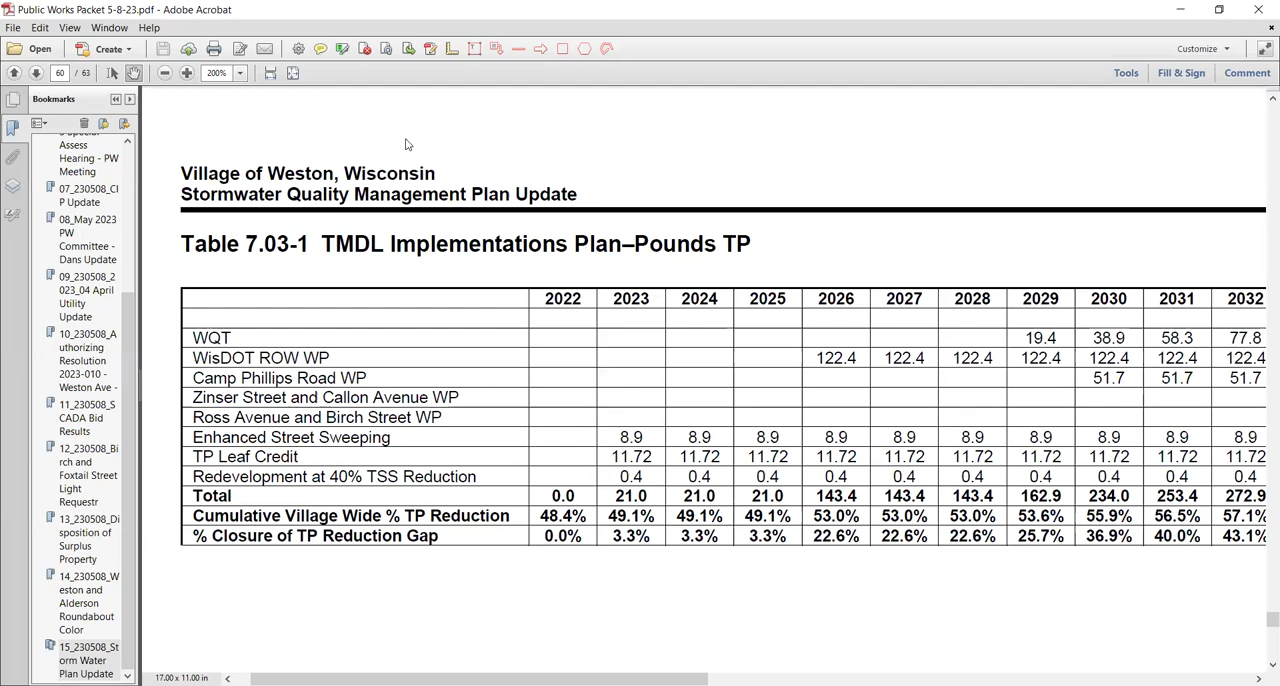 Public Works Packet 5-8-23.pdf - Adobe Acrobat
File Edit View Window Help
Open Create Customize
60 / 63 200% Tools Fill & Sign Comment
Bookmarks
Assess
Hearing - PW
Meeting
07_230508_CI
P Update
08_May 2023
PW
Committee -
Dans Update
09_230508_2
023_04 April
Utility
Update
10_230508_A
uthorizing
Resolution
2023-010 -
Weston Ave -
11_230508_S
CADA Bid
Results
12_230508_Bi
rch and
Foxtail Street
Light
Requestr
13_230508_Di
sposition of
Surplus
Property
14_230508_W
eston and
Alderson
Roundabout
Color
15_230508_St
orm Water
Plan Update
Village of Weston, Wisconsin
Stormwater Quality Management Plan Update
Table 7.03-1 TMDL Implementations Plan–Pounds TP
2022 2023 2024 2025 2026 2027 2028 2029 2030 2031 2032
WQT 19.4 38.9 58.3 77.8
WisDOT ROW WP 122.4 122.4 122.4 122.4 122.4 122.4 122.4
Camp Phillips Road WP 51.7 51.7 51.7
Zinser Street and Callon Avenue WP
Ross Avenue and Birch Street WP
Enhanced Street Sweeping 8.9 8.9 8.9 8.9 8.9 8.9 8.9 8.9 8.9 8.9
TP Leaf Credit 11.72 11.72 11.72 11.72 11.72 11.72 11.72 11.72 11.72 11.72
Redevelopment at 40% TSS Reduction 0.4 0.4 0.4 0.4 0.4 0.4 0.4 0.4 0.4 0.4
Total 0.0 21.0 21.0 21.0 143.4 143.4 143.4 162.9 234.0 253.4 272.9
Cumulative Village Wide % TP Reduction 48.4% 49.1% 49.1% 49.1% 53.0% 53.0% 53.0% 53.6% 55.9% 56.5% 57.1%
% Closure of TP Reduction Gap 0.0% 3.3% 3.3% 3.3% 22.6% 22.6% 22.6% 25.7% 36.9% 40.0% 43.1%
17.00 x 11.00 in